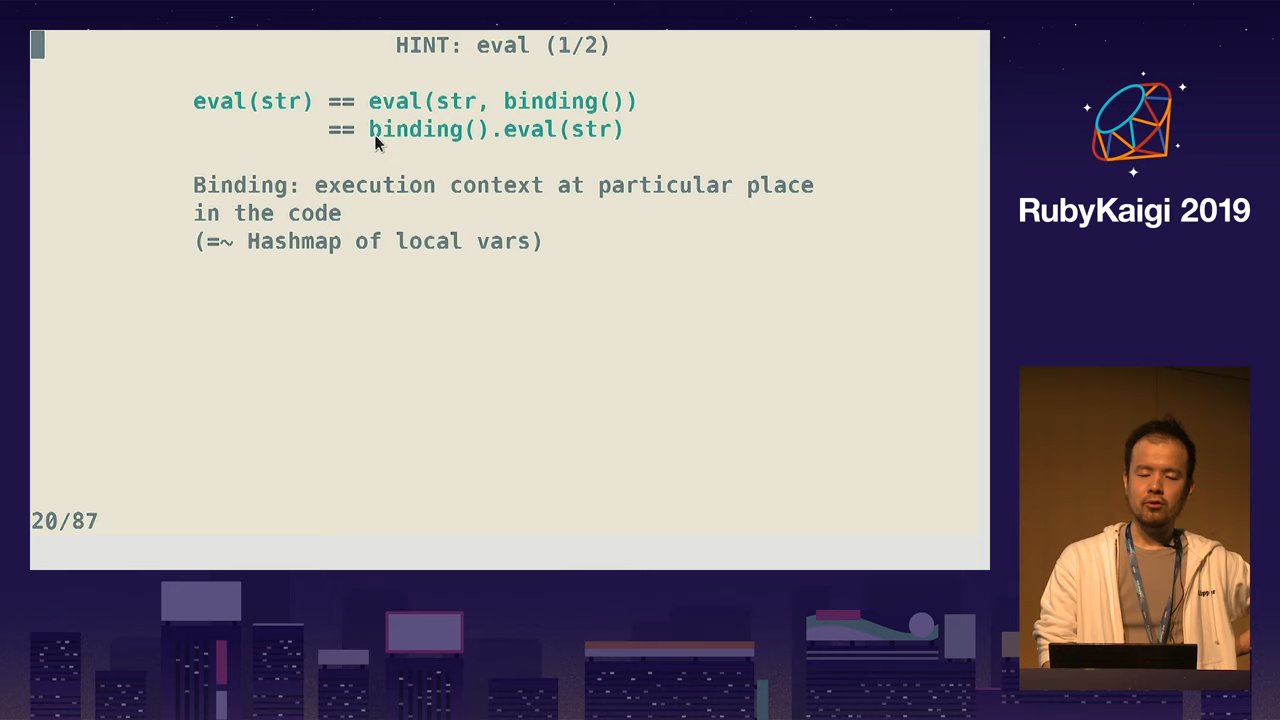 HINT: eval (1/2)
eval(str) == eval(str, binding())
== binding().eval(str)
Binding: execution context at particular place
in the code
(=~ Hashmap of local vars)
20/87
RubyKaigi 2019